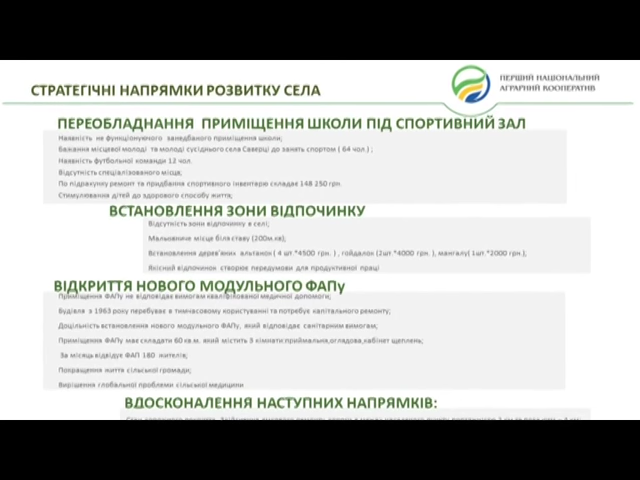 СТРАТЕГІЧНІ НАПРЯМКИ РОЗВИТКУ СЕЛА
ПЕРШИЙ НАЦІОНАЛЬНИЙ
АГРАРНИЙ КООПЕРАТИВ
ПЕРЕОБЛАДНАННЯ ПРИМІЩЕННЯ ШКОЛИ ПІД СПОРТИВНИЙ ЗАЛ
Наявність не функціонуючого занедбаного приміщення школи;
Бажання місцевої молоді та молоді сусіднього села Саверці до занять спортом ( 64 чол.) ;
Наявність футбольної команди 12 чол.
Відсутність спеціалізованого місця;
По підрахунку ремонт та придбання спортивного інвентарю складає 148 250 грн
Стимулювання дітей до здорового способу життя;
ВСТАНОВЛЕННЯ ЗОНИ ВІДПОЧИНКУ
Відсутність зони відпочинку в селі;
Мальовниче місце біля ставу (200м.кв);
Встановлення дерев'яних альтанок ( 4 шт.*4500 грн. ) , гойдалок (2шт.*4000 грн. ), мангалу( 1шт.*2000 грн.);
Якісний відпочинок створює передумови для продуктивної праці
ВІДКРИТТЯ НОВОГО МОДУЛЬНОГО ФАПу
Приміщення ФАПу не відповідає вимогам кваліфікованої медичної допомоги;
Будівля з 1963 року перебуває в тимчасовому користуванні та потребує капітального ремонту;
Доцільність встановлення нового модульного ФАПу, який відповідає санітарним вимогам;
Приміщення ФАПу має складати 60 кв.м. який містить 3 кімнати:приймальня,оглядова,кабінет щеплень;
За місяць відвідує ФАП 180 жителів;
Покращення життя сільської громади;
Вирішення глобальної проблеми сільської медицини
ВДОСКОНАЛЕННЯ НАСТУПНИХ НАПРЯМКІВ: